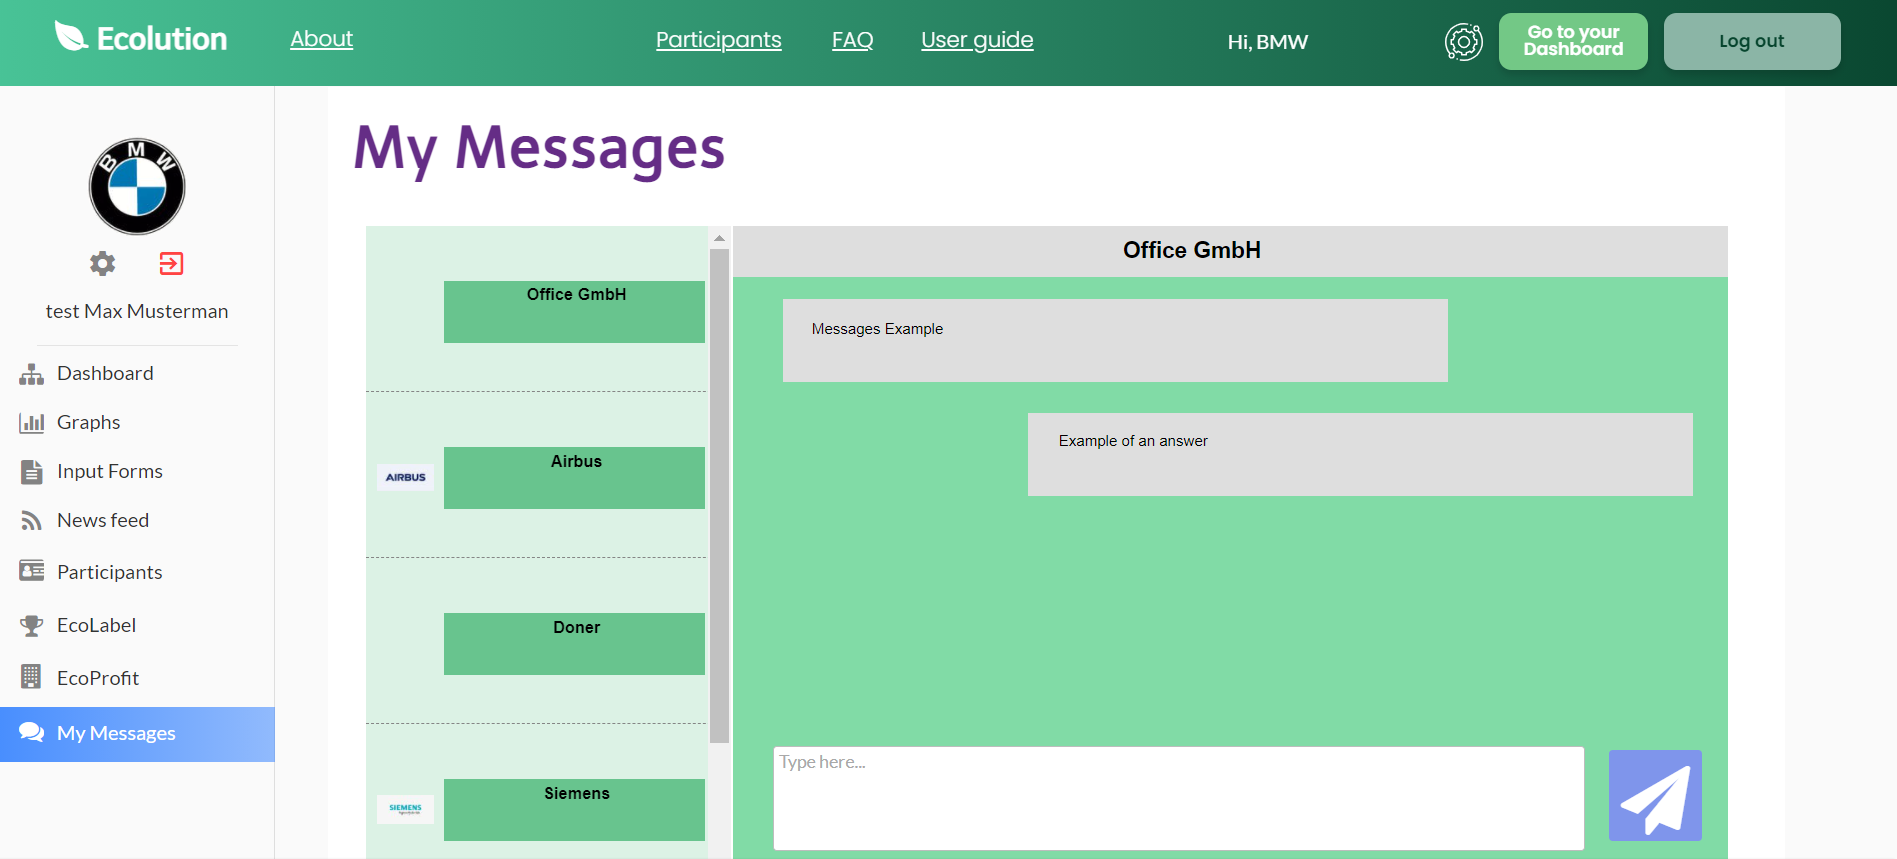 Ecolution
About
Participants
FAQ
User guide
Hi, BMW
Go to your
Dashboard
Log out
BMW
test Max Musterman
Dashboard
Graphs
Input Forms
News feed
Participants
EcoLabel
EcoProfit
My Messages
My Messages
Office GmbH
AIRBUS
Airbus
Doner
SIEMENS
Siemens
Office GmbH
Messages Example
Example of an answer
Type here...